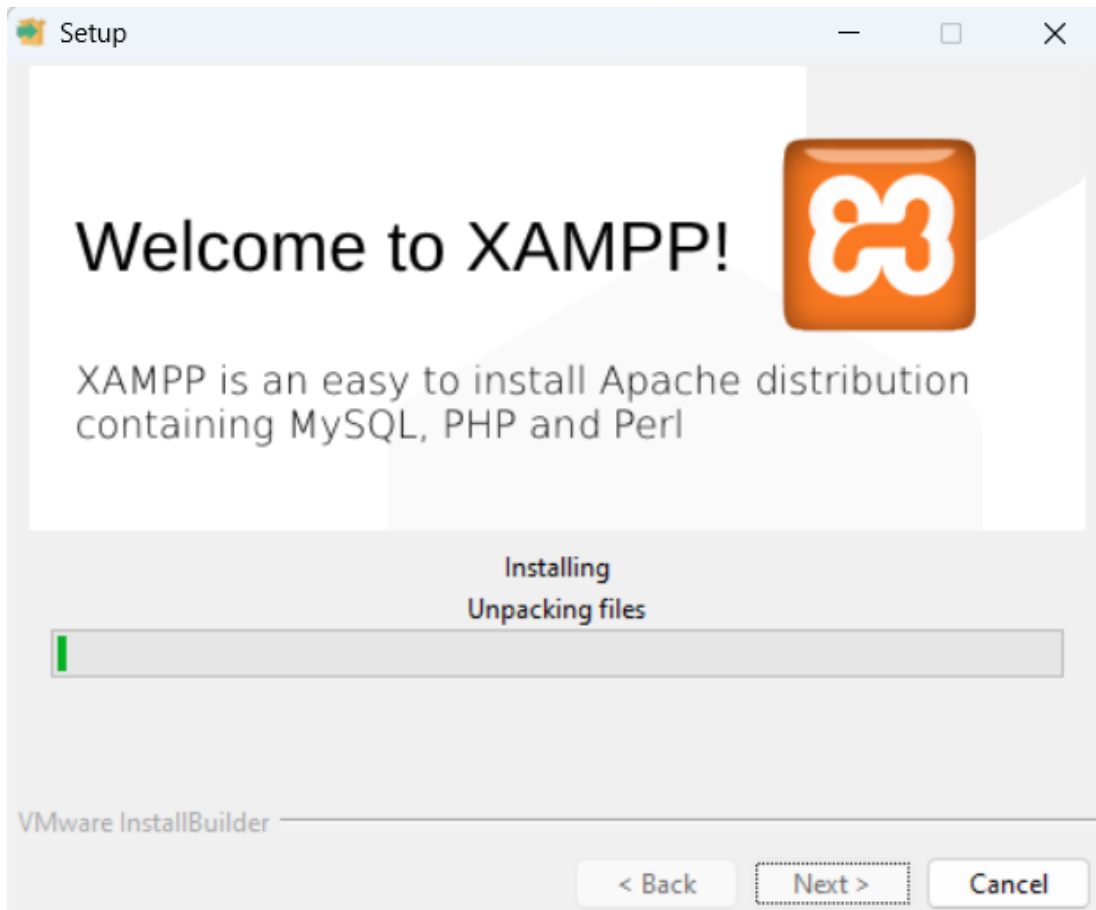 Setup
Welcome to XAMPP!
XAMPP is an easy to install Apache distribution
containing MySQL, PHP and Perl
Installing
Unpacking files
VMware InstallBuilder
< Back
Next >
Cancel